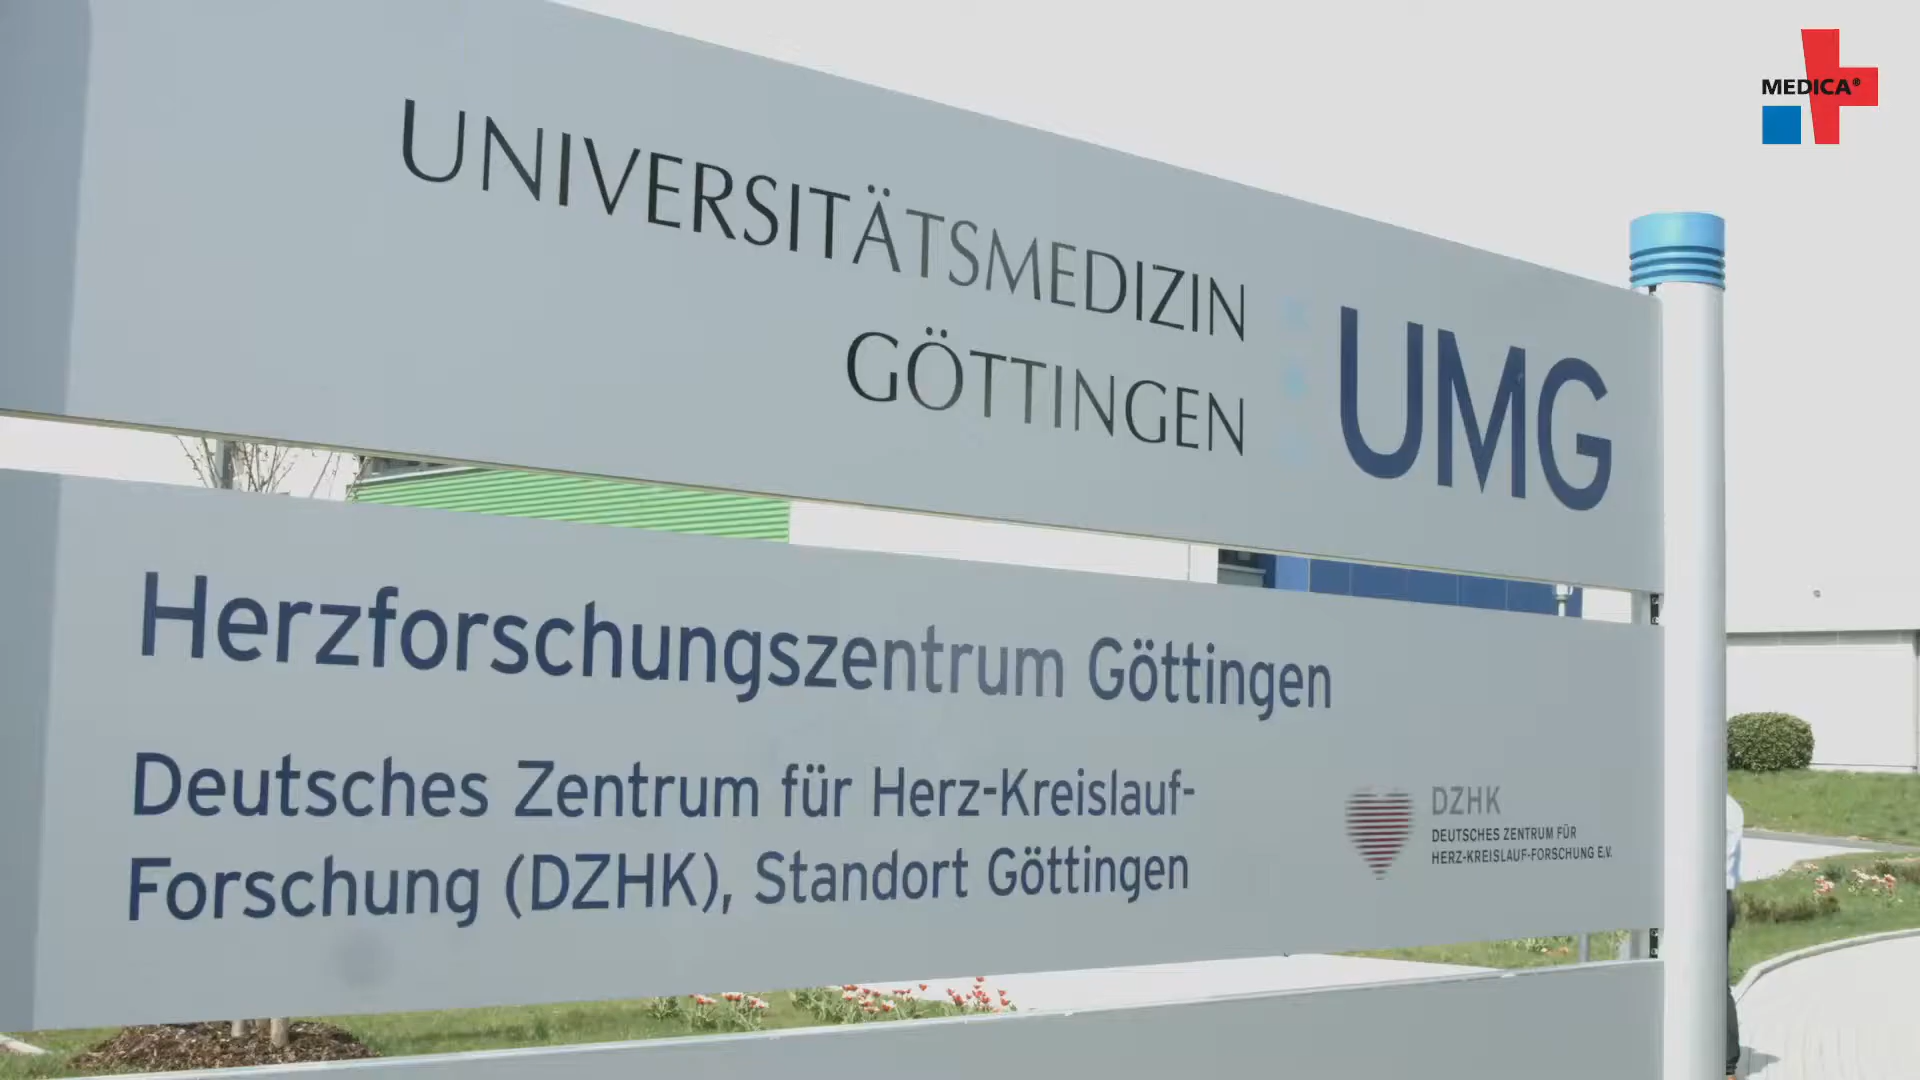 MEDICA®
UNIVERSITÄTSMEDIZIN
GÖTTINGEN
UMG
Herzforschungszentrum Göttingen
Deutsches Zentrum für Herz-Kreislauf-
Forschung (DZHK), Standort Göttingen
DZHK
DEUTSCHES ZENTRUM FÜR
HERZ-KREISLAUF-FORSCHUNG E.V.